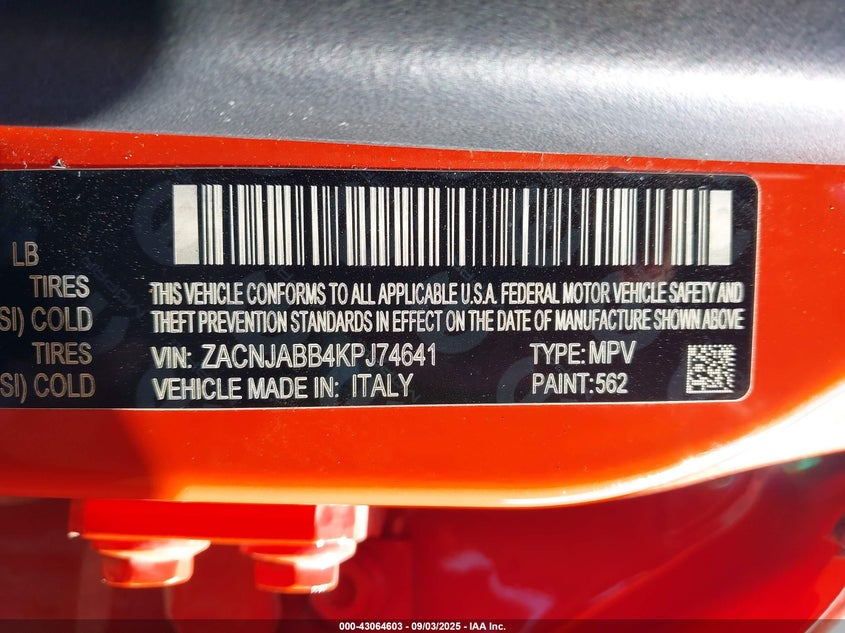 LB
TIRES
SI) COLD
TIRES
SI) COLD
THIS VEHICLE CONFORMS TO ALL APPLICABLE U.S.A. FEDERAL MOTOR VEHICLE SAFETY AND
THEFT PREVENTION STANDARDS IN EFFECT ON THE DATE OF MANUFACTURE SHOWN ABOVE
VIN: ZACNJABB4KPJ74641 TYPE: MPV
VEHICLE MADE IN: ITALY PAINT: 562
000-43064603 - 09/03/2025 - IAA Inc.